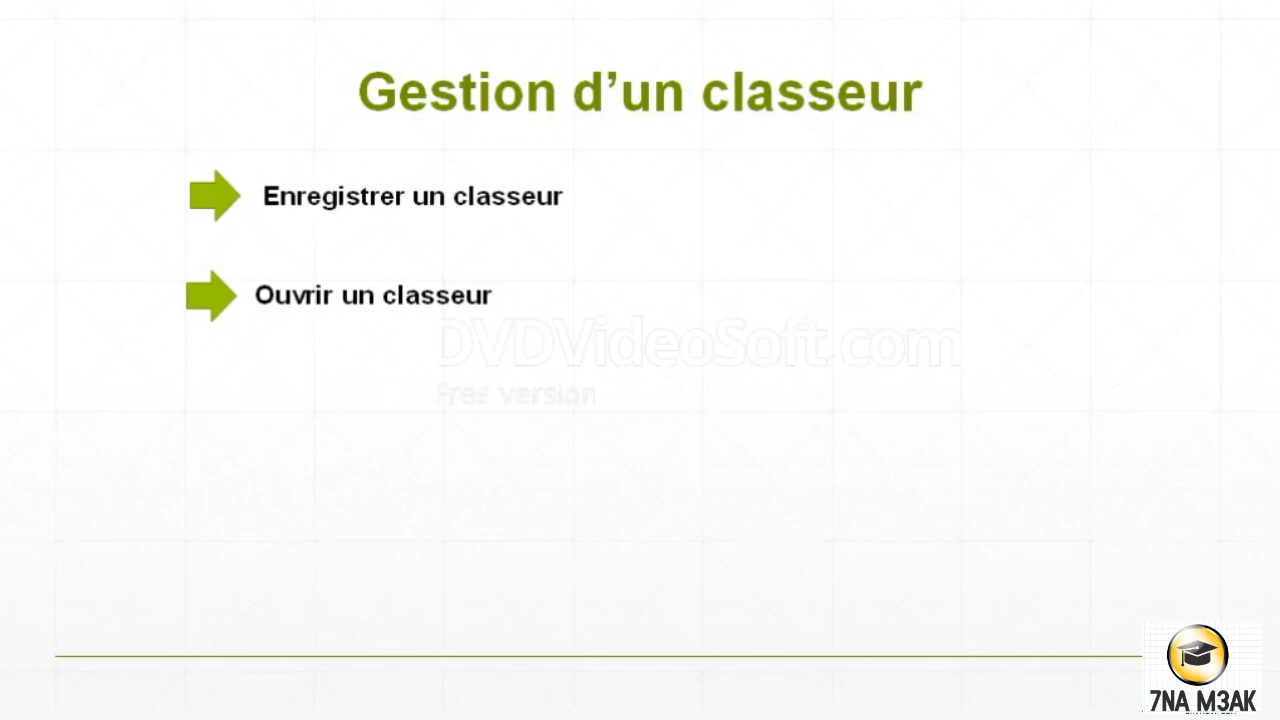 Gestion d’un classeur
Enregistrer un classeur
Ouvrir un classeur
DVDVideoSoft.com
Free version
7NA M3AK